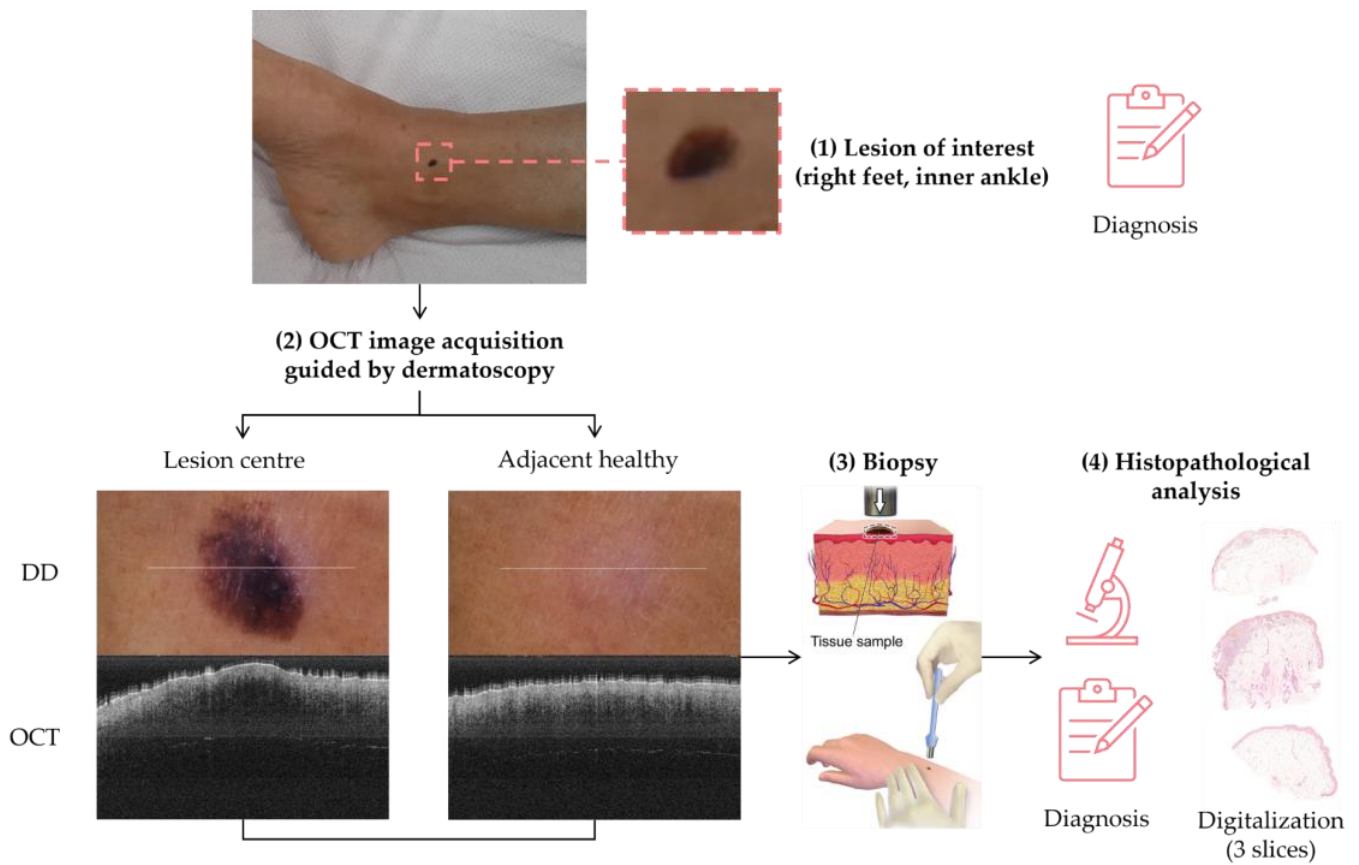 (1) Lesion of interest
(right feet, inner ankle)
Diagnosis
(2) OCT image acquisition
guided by dermatoscopy
Lesion centre
Adjacent healthy
(3) Biopsy
(4) Histopathological
analysis
DD
OCT
Tissue sample
Diagnosis
Digitalization
(3 slices)